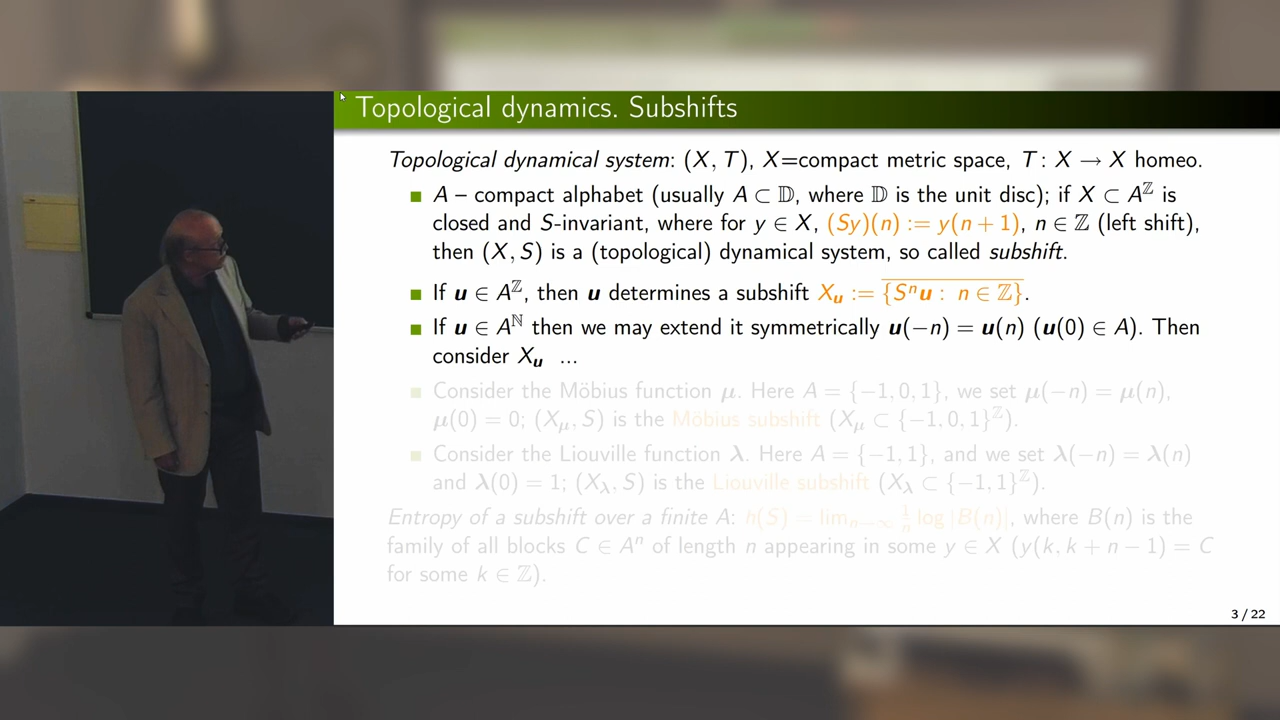 Topological dynamics. Subshifts
Topological dynamical system: (X, T), X=compact metric space, T: X → X homeo.
A – compact alphabet (usually A ⊂ 𝔻, where 𝔻 is the unit disc); if X ⊂ A^ℤ is
closed and S-invariant, where for y ∈ X, (Sy)(n) := y(n + 1), n ∈ ℤ (left shift),
then (X, S) is a (topological) dynamical system, so called subshift.
If u ∈ A^ℤ, then u determines a subshift X_u := \overline{{S^n u : n ∈ ℤ}}.
If u ∈ A^ℕ then we may extend it symmetrically u(−n) = u(n) (u(0) ∈ A). Then
consider X_u ...
Consider the Möbius function μ. Here A = {−1, 0, 1}, we set μ(−n) = μ(n),
μ(0) = 0; (X_μ, S) is the Möbius subshift (X_μ ⊂ {−1, 0, 1}^ℤ).
Consider the Liouville function λ. Here A = {−1, 1}, and we set λ(−n) = λ(n)
and λ(0) = 1; (X_λ, S) is the Liouville subshift (X_λ ⊂ {−1, 1}^ℤ).
Entropy of a subshift over a finite A: h(S) = lim_{n→∞} 1/n log |B(n)|, where B(n) is the
family of all blocks C ∈ A^n of length n appearing in some y ∈ X (y(k, k + n − 1) = C
for some k ∈ ℤ).
3 / 22